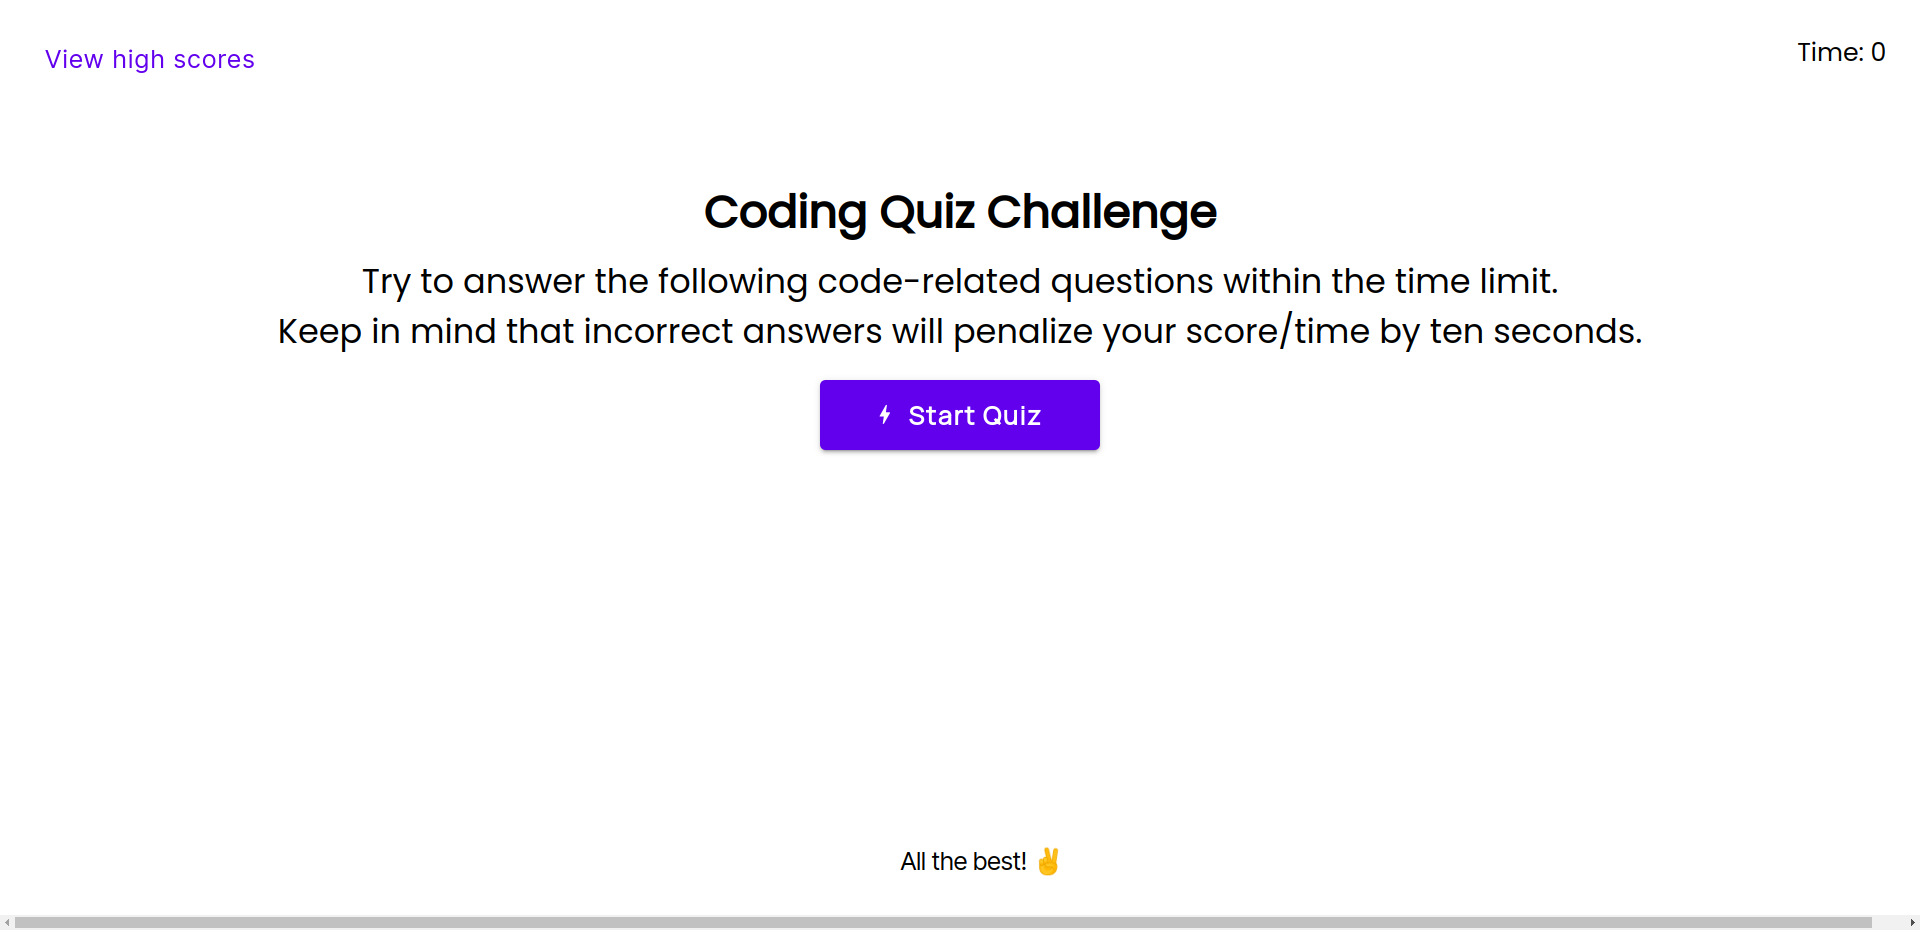 View high scores
Time: 0
Coding Quiz Challenge
Try to answer the following code-related questions within the time limit.
Keep in mind that incorrect answers will penalize your score/time by ten seconds.
Start Quiz
All the best! ✌